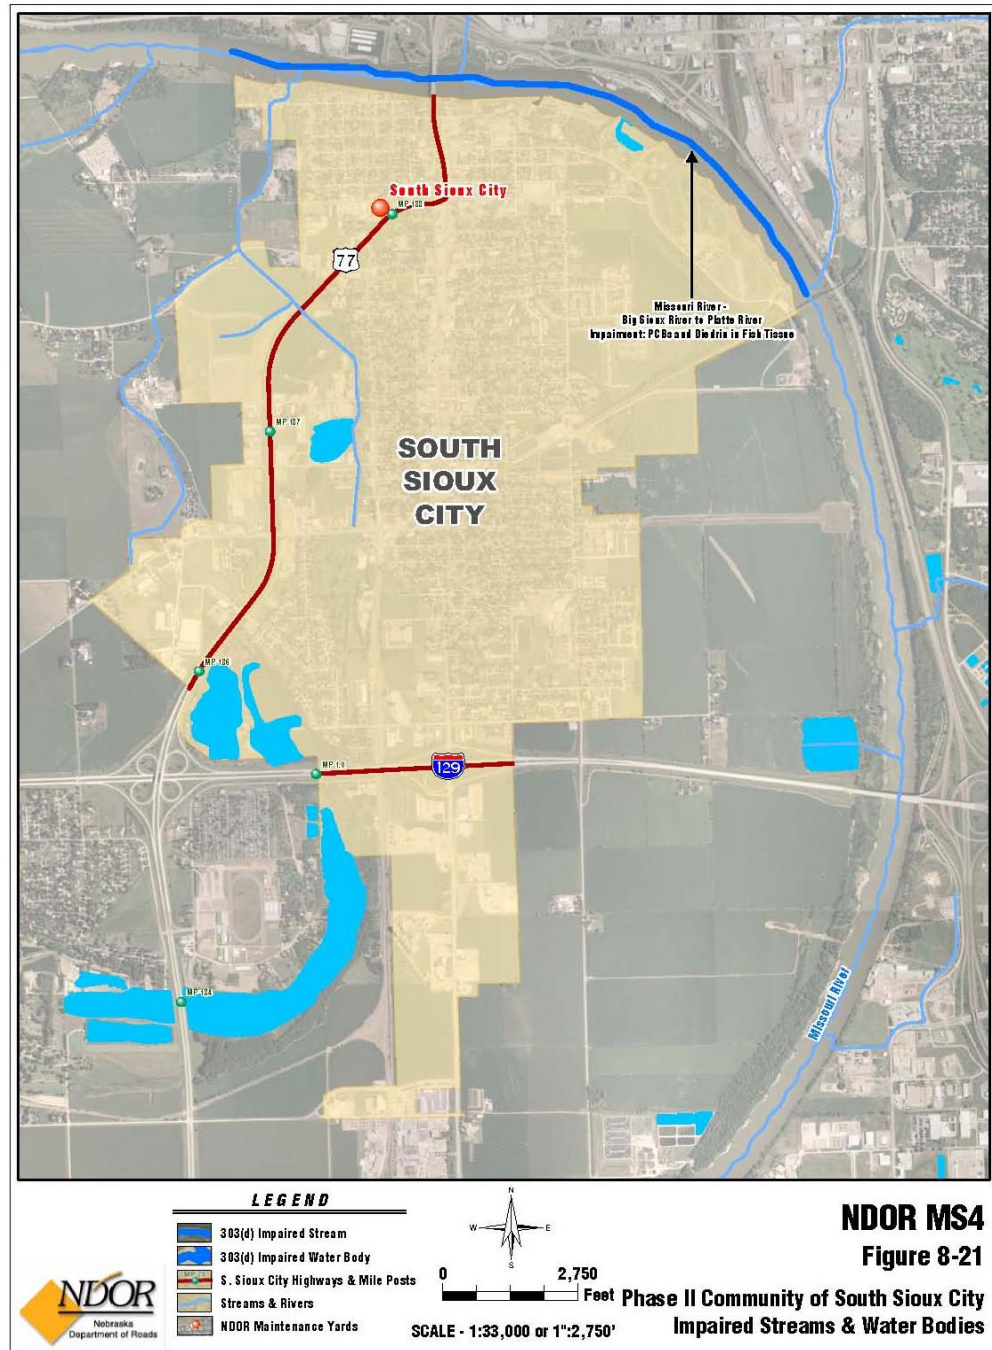 South Sioux City
MP 188
77
Missouri River -
Big Sioux River to Platte River
Impairment: PCBs and Dieldrin in Fish Tissue
MP 187
SOUTH
SIOUX
CITY
MP 186
129
MP 184
Missouri River
LEGEND
303(d) Impaired Stream
303(d) Impaired Water Body
S. Sioux City Highways & Mile Posts
Streams & Rivers
NDOR Maintenance Yards
NDOR
Nebraska
Department of Roads
N
W
E
S
0 2,750
Feet
SCALE - 1:33,000 or 1":2,750'
NDOR MS4
Figure 8-21
Phase II Community of South Sioux City
Impaired Streams & Water Bodies